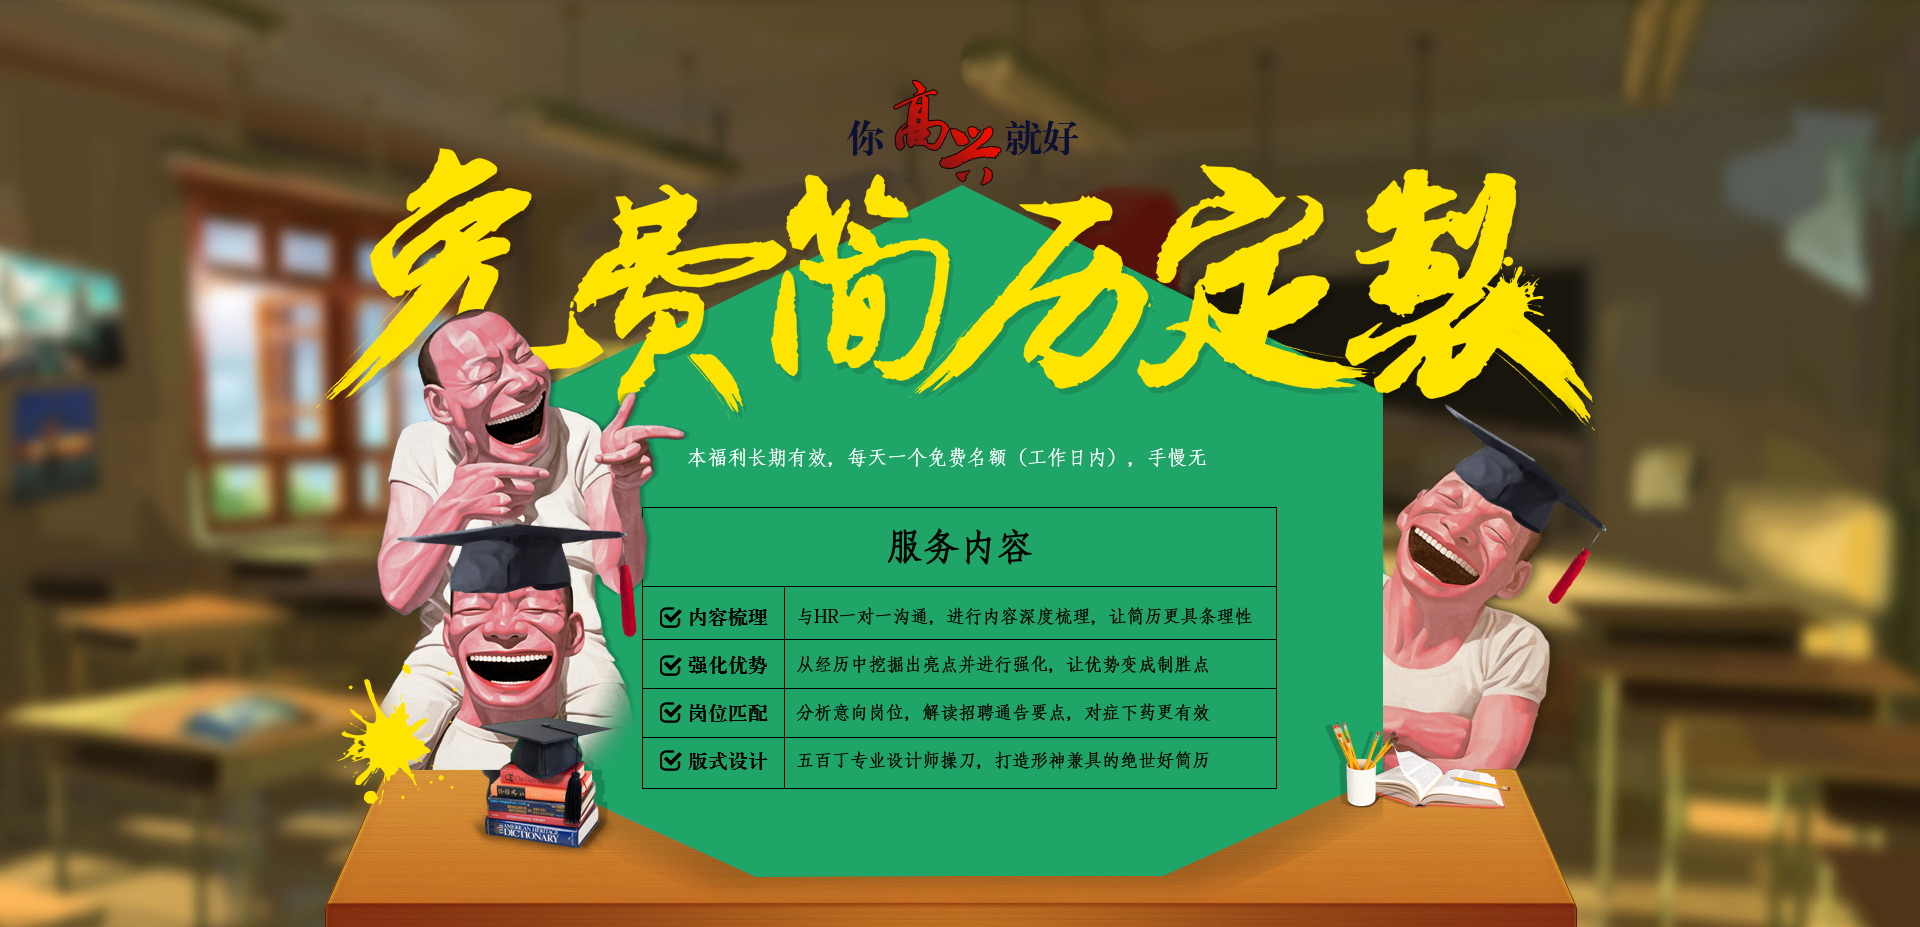 你高兴就好
免费简历定製
本福利长期有效，每天一个免费名额（工作日内），手慢无
服务内容
内容梳理 与HR一对一沟通，进行内容深度梳理，让简历更具条理性
强化优势 从经历中挖掘出亮点并进行强化，让优势变成制胜点
岗位匹配 分析意向岗位，解读招聘通告要点，对症下药更有效
版式设计 五百丁专业设计师操刀，打造形神兼具的绝世好简历
AMERICAN HERITAGE
DICTIONARY